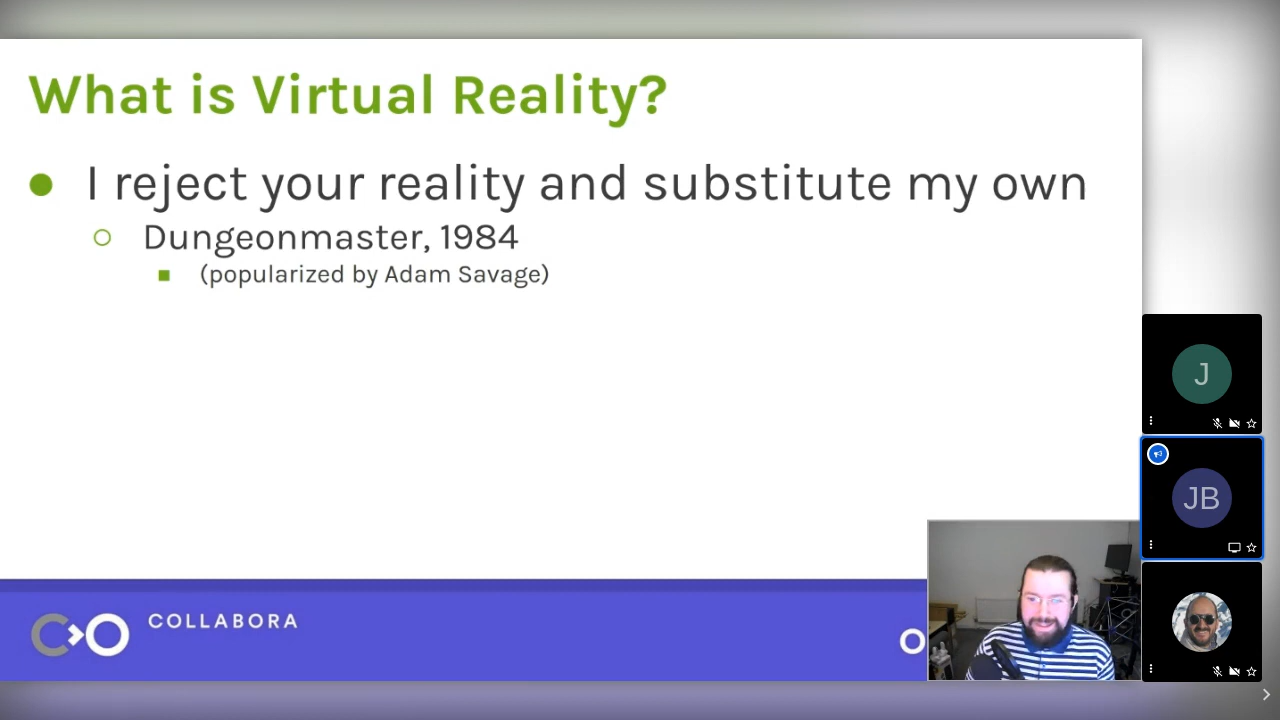 What is Virtual Reality?
I reject your reality and substitute my own
Dungeonmaster, 1984
(popularized by Adam Savage)
J
JB
COLLABORA
O